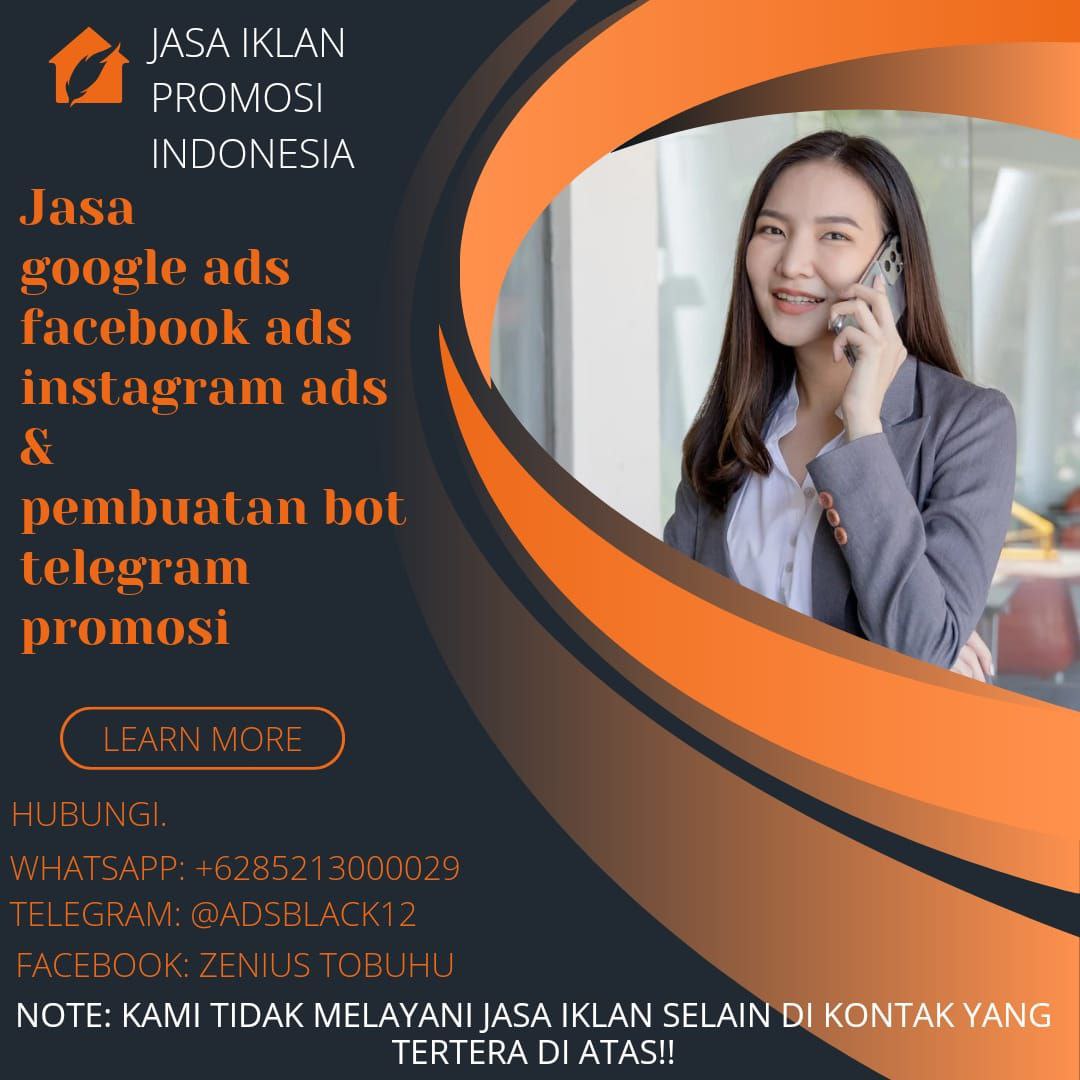 JASA IKLAN
PROMOSI
INDONESIA
Jasa
google ads
facebook ads
instagram ads
&
pembuatan bot
telegram
promosi
LEARN MORE
HUBUNGI.
WHATSAPP: +6285213000029
TELEGRAM: @ADSBLACK12
FACEBOOK: ZENIUS TOBUHU
NOTE: KAMI TIDAK MELAYANI JASA IKLAN SELAIN DI KONTAK YANG
TERTERA DI ATAS!!